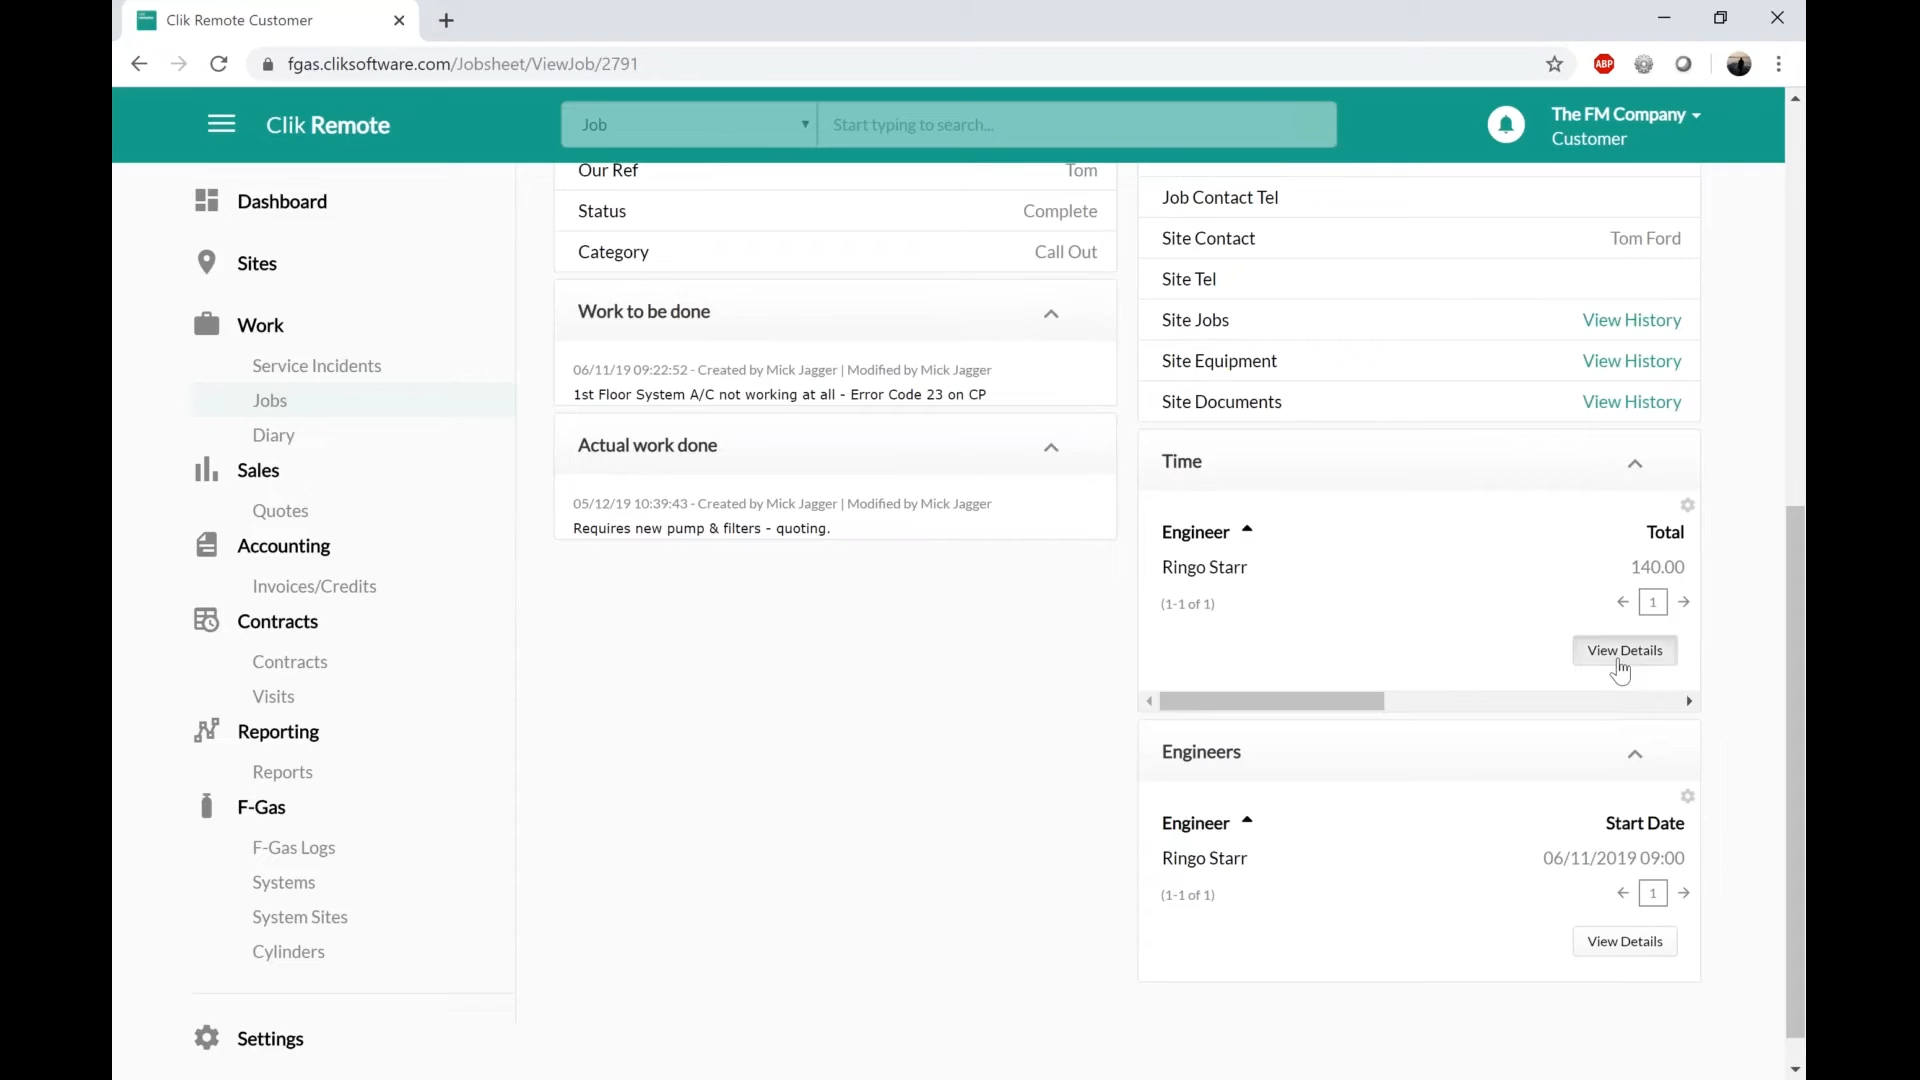 Clik Remote Customer
fgas.cliksoftware.com/Jobsheet/ViewJob/2791
ABP
Clik Remote
Job
Start typing to search...
The FM Company
Customer
Dashboard
Sites
Work
Service Incidents
Jobs
Diary
Sales
Quotes
Accounting
Invoices/Credits
Contracts
Contracts
Visits
Reporting
Reports
F-Gas
F-Gas Logs
Systems
System Sites
Cylinders
Settings
Our Ref Tom
Status Complete
Category Call Out
Work to be done
06/11/19 09:22:52 - Created by Mick Jagger | Modified by Mick Jagger
1st Floor System A/C not working at all - Error Code 23 on CP
Actual work done
05/12/19 10:39:43 - Created by Mick Jagger | Modified by Mick Jagger
Requires new pump & filters - quoting.
Job Contact Tel
Site Contact Tom Ford
Site Tel
Site Jobs View History
Site Equipment View History
Site Documents View History
Time
Engineer Total
Ringo Starr 140.00
(1-1 of 1) 1
View Details
Engineers
Engineer Start Date
Ringo Starr 06/11/2019 09:00
(1-1 of 1) 1
View Details